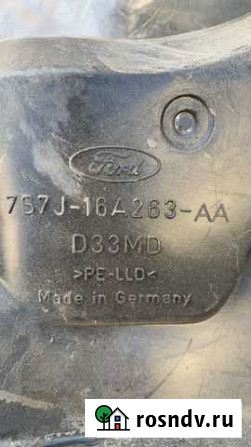 Ford
7S7J-16A263-AA
D33MD
>PE-LLD<
Made in Germany
rosndv.ru